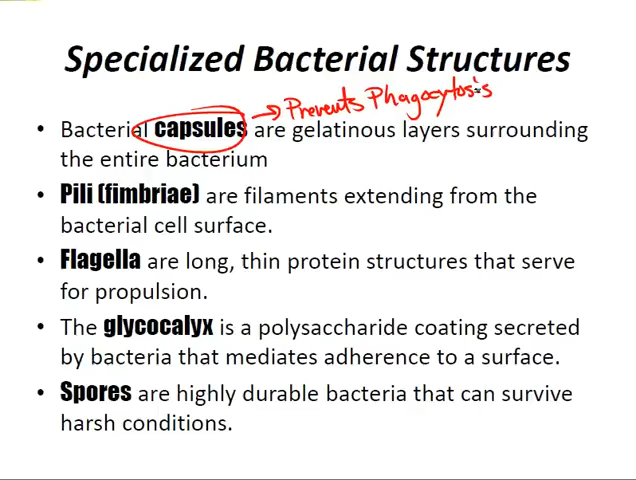 Specialized Bacterial Structures
→ Prevents Phagocytosis
• Bacterial capsules are gelatinous layers surrounding
the entire bacterium
• Pili (fimbriae) are filaments extending from the
bacterial cell surface.
• Flagella are long, thin protein structures that serve
for propulsion.
• The glycocalyx is a polysaccharide coating secreted
by bacteria that mediates adherence to a surface.
• Spores are highly durable bacteria that can survive
harsh conditions.